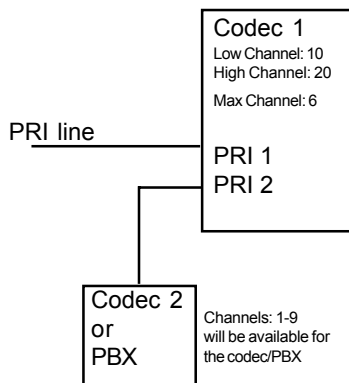 Codec 1
Low Channel: 10
High Channel: 20
Max Channel: 6
PRI line
PRI 1
PRI 2
Codec 2
or
PBX
Channels: 1-9
will be available for
the codec/PBX